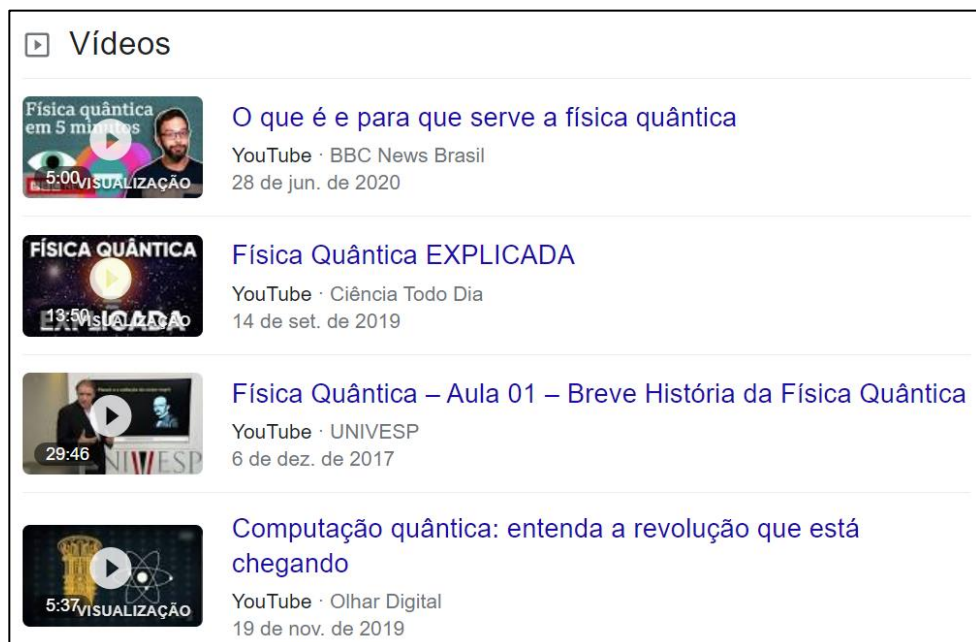 Vídeos
Física quântica
em 5 minutos
5:00
VISUALIZAÇÃO
O que é e para que serve a física quântica
YouTube · BBC News Brasil
28 de jun. de 2020
FÍSICA QUÂNTICA
EXPLICADA
13:50
VISUALIZAÇÃO
Física Quântica EXPLICADA
YouTube · Ciência Todo Dia
14 de set. de 2019
29:46
UNIVESP
Física Quântica – Aula 01 – Breve História da Física Quântica
YouTube · UNIVESP
6 de dez. de 2017
5:37
VISUALIZAÇÃO
Computação quântica: entenda a revolução que está
chegando
YouTube · Olhar Digital
19 de nov. de 2019